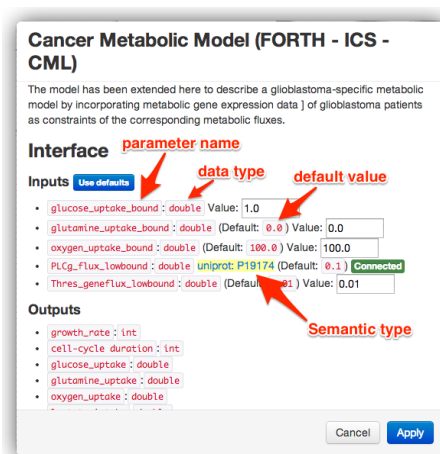 Cancer Metabolic Model (FORTH - ICS -
CML)
The model has been extended here to describe a glioblastoma-specific metabolic
model by incorporating metabolic gene expression data ] of glioblastoma patients
as constraints of the corresponding metabolic fluxes.
parameter name
Interface
data type
default value
Inputs Use defaults
glucose_uptake_bound : double Value: 1.0
glutamine_uptake_bound : double (Default: 0.0 ) Value: 0.0
oxygen_uptake_bound : double (Default: 100.0 ) Value: 100.0
PLCg_flux_lowbound : double uniprot: P19174 (Default: 0.1 ) Connected
Thres_geneflux_lowbound : double (Default: 01 ) Value: 0.01
Semantic type
Outputs
growth_rate : int
cell-cycle duration : int
glucose_uptake : double
glutamine_uptake : double
oxygen_uptake : double
Cancel Apply